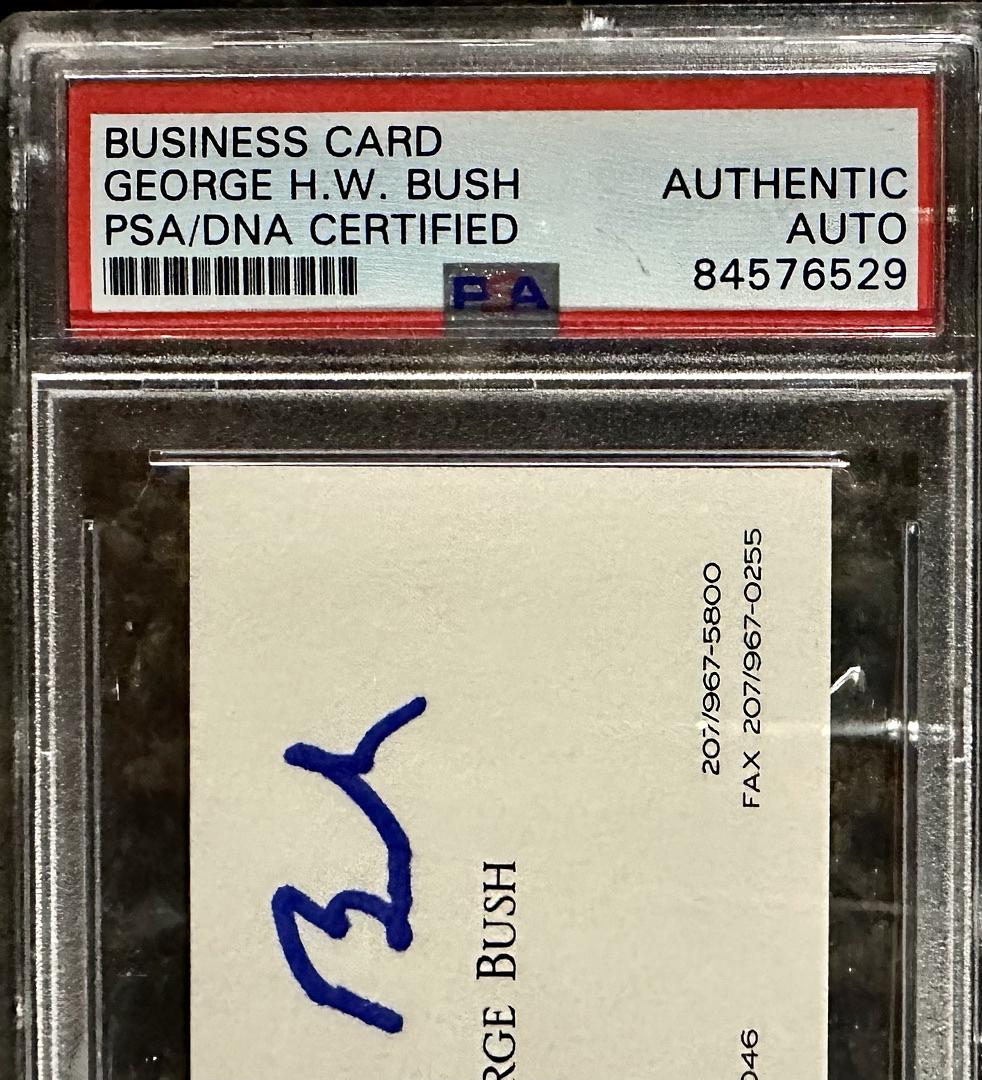 BUSINESS CARD
GEORGE H.W. BUSH
PSA/DNA CERTIFIED
AUTHENTIC
AUTO
84576529
PSA
207/967-5800
FAX 207/967-0255
RGE BUSH
046